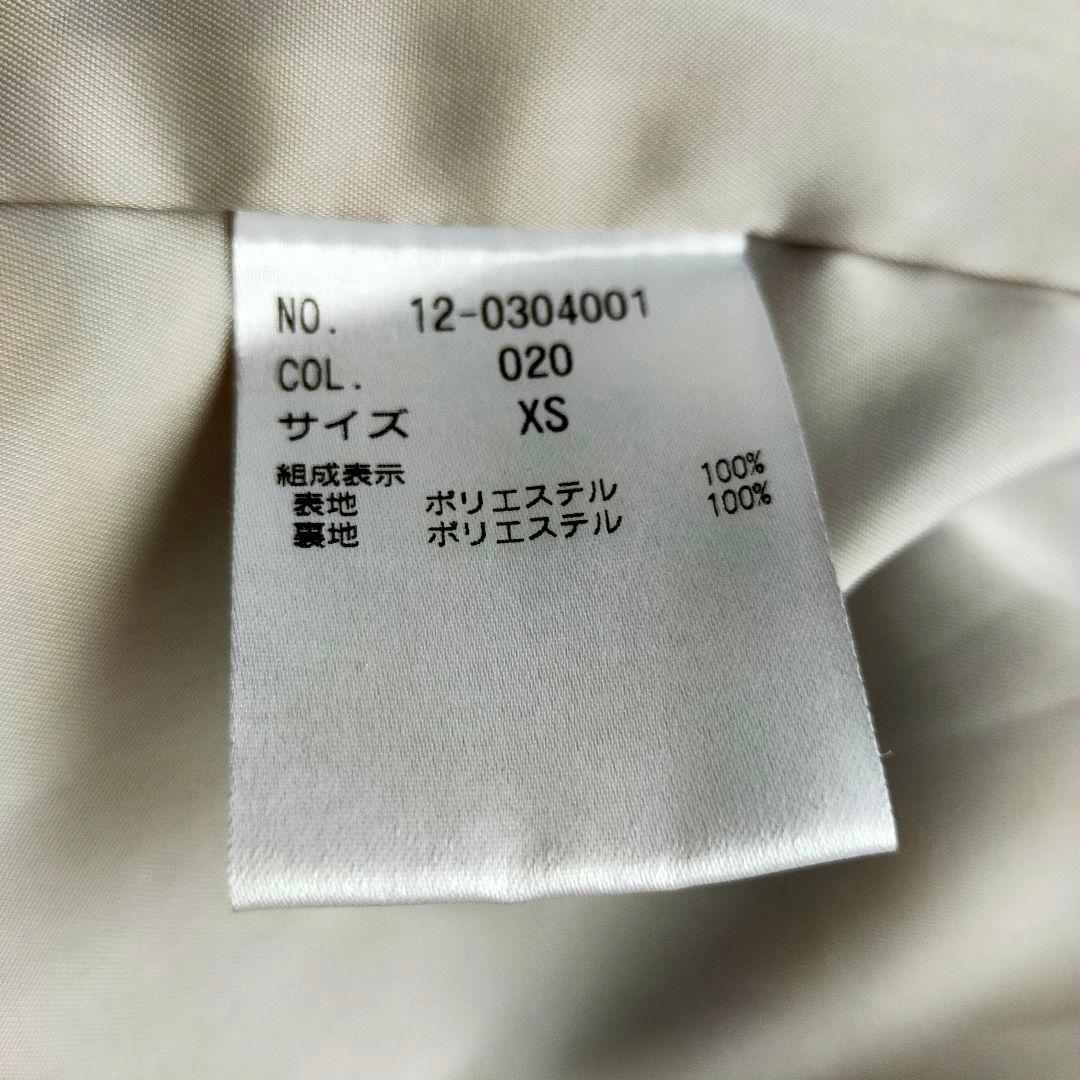 NO. 12-0304001
COL. 020
サイズ XS
組成表示
表地 ポリエステル 100%
裏地 ポリエステル 100%